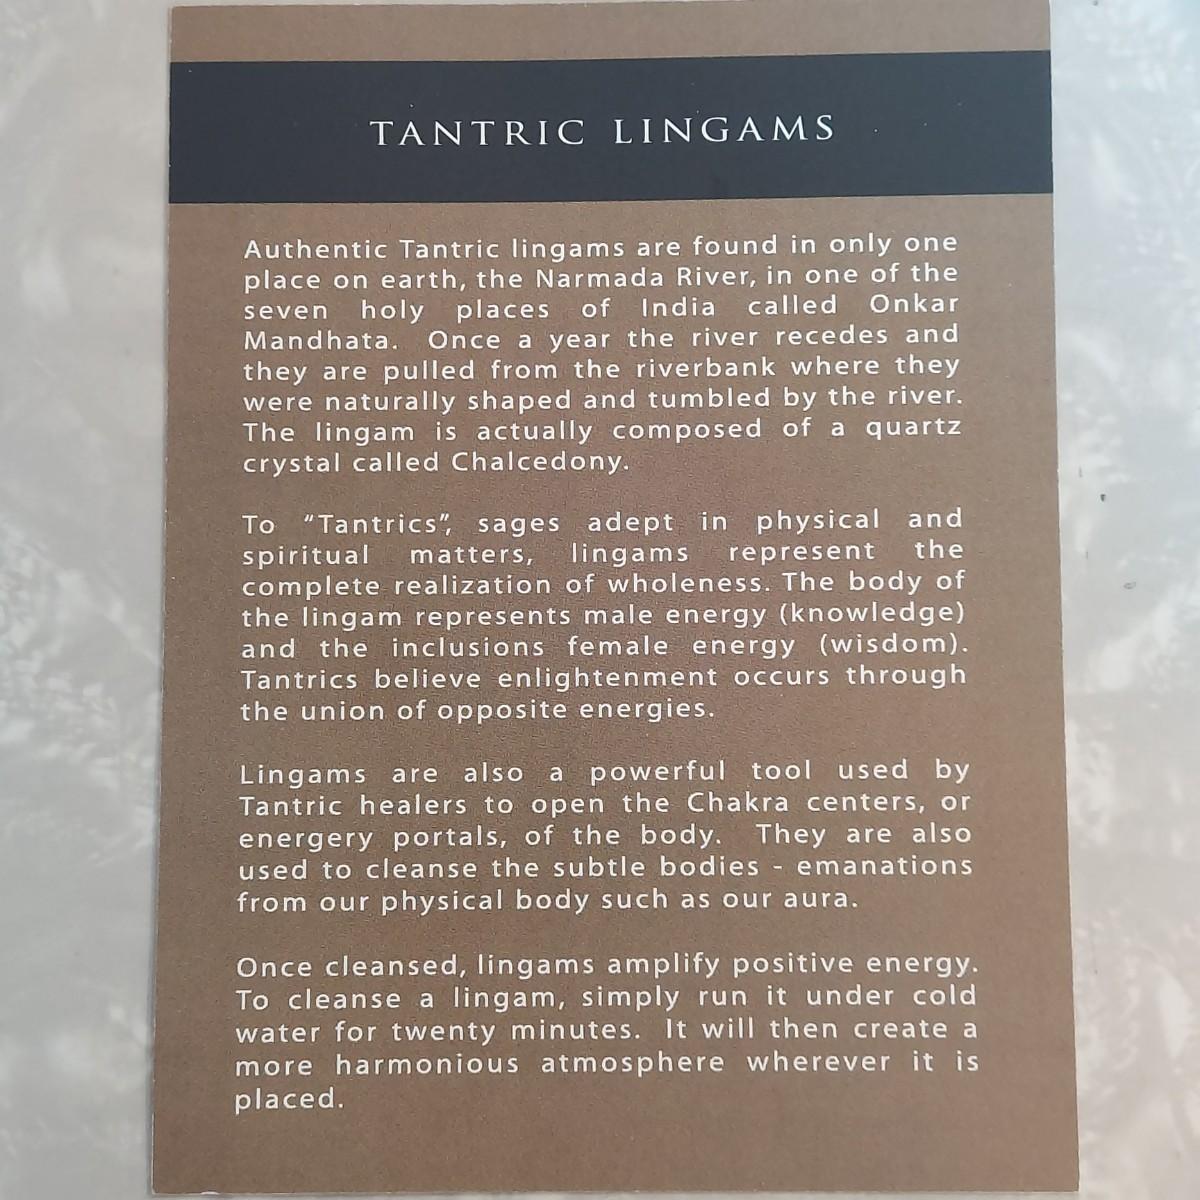 TANTRIC LINGAMS
Authentic Tantric lingams are found in only one
place on earth, the Narmada River, in one of the
seven holy places of India called Onkar
Mandhata. Once a year the river recedes and
they are pulled from the riverbank where they
were naturally shaped and tumbled by the river.
The lingam is actually composed of a quartz
crystal called Chalcedony.
To "Tantrics", sages adept in physical and
spiritual matters, lingams represent the
complete realization of wholeness. The body of
the lingam represents male energy (knowledge)
and the inclusions female energy (wisdom).
Tantrics believe enlightenment occurs through
the union of opposite energies.
Lingams are also a powerful tool used by
Tantric healers to open the Chakra centers, or
energery portals, of the body. They are also
used to cleanse the subtle bodies - emanations
from our physical body such as our aura.
Once cleansed, lingams amplify positive energy.
To cleanse a lingam, simply run it under cold
water for twenty minutes. It will then create a
more harmonious atmosphere wherever it is
placed.